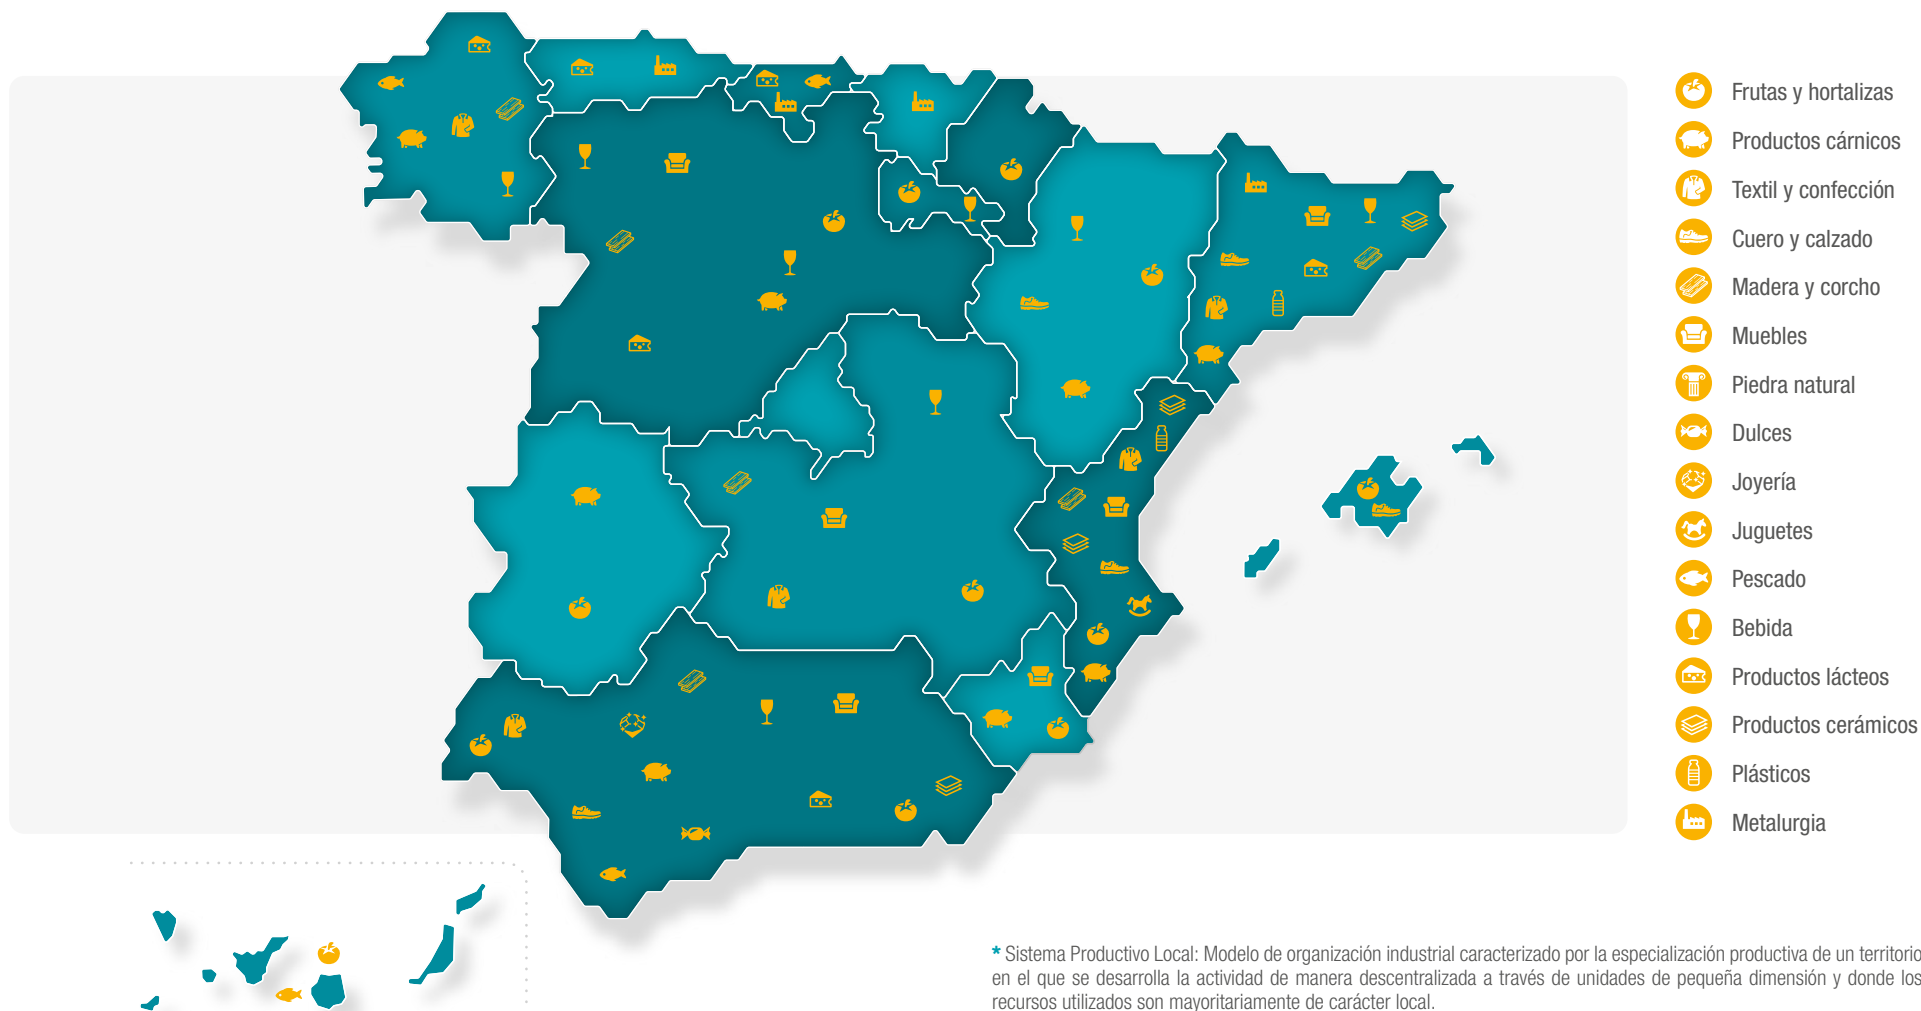 Frutas y hortalizas
Productos cárnicos
Textil y confección
Cuero y calzado
Madera y corcho
Muebles
Piedra natural
Dulces
Joyería
Juguetes
Pescado
Bebida
Productos lácteos
Productos cerámicos
Plásticos
Metalurgia
* Sistema Productivo Local: Modelo de organización industrial caracterizado por la especialización productiva de un territorio
en el que se desarrolla la actividad de manera descentralizada a través de unidades de pequeña dimensión y donde los
recursos utilizados son mayoritariamente de carácter local.